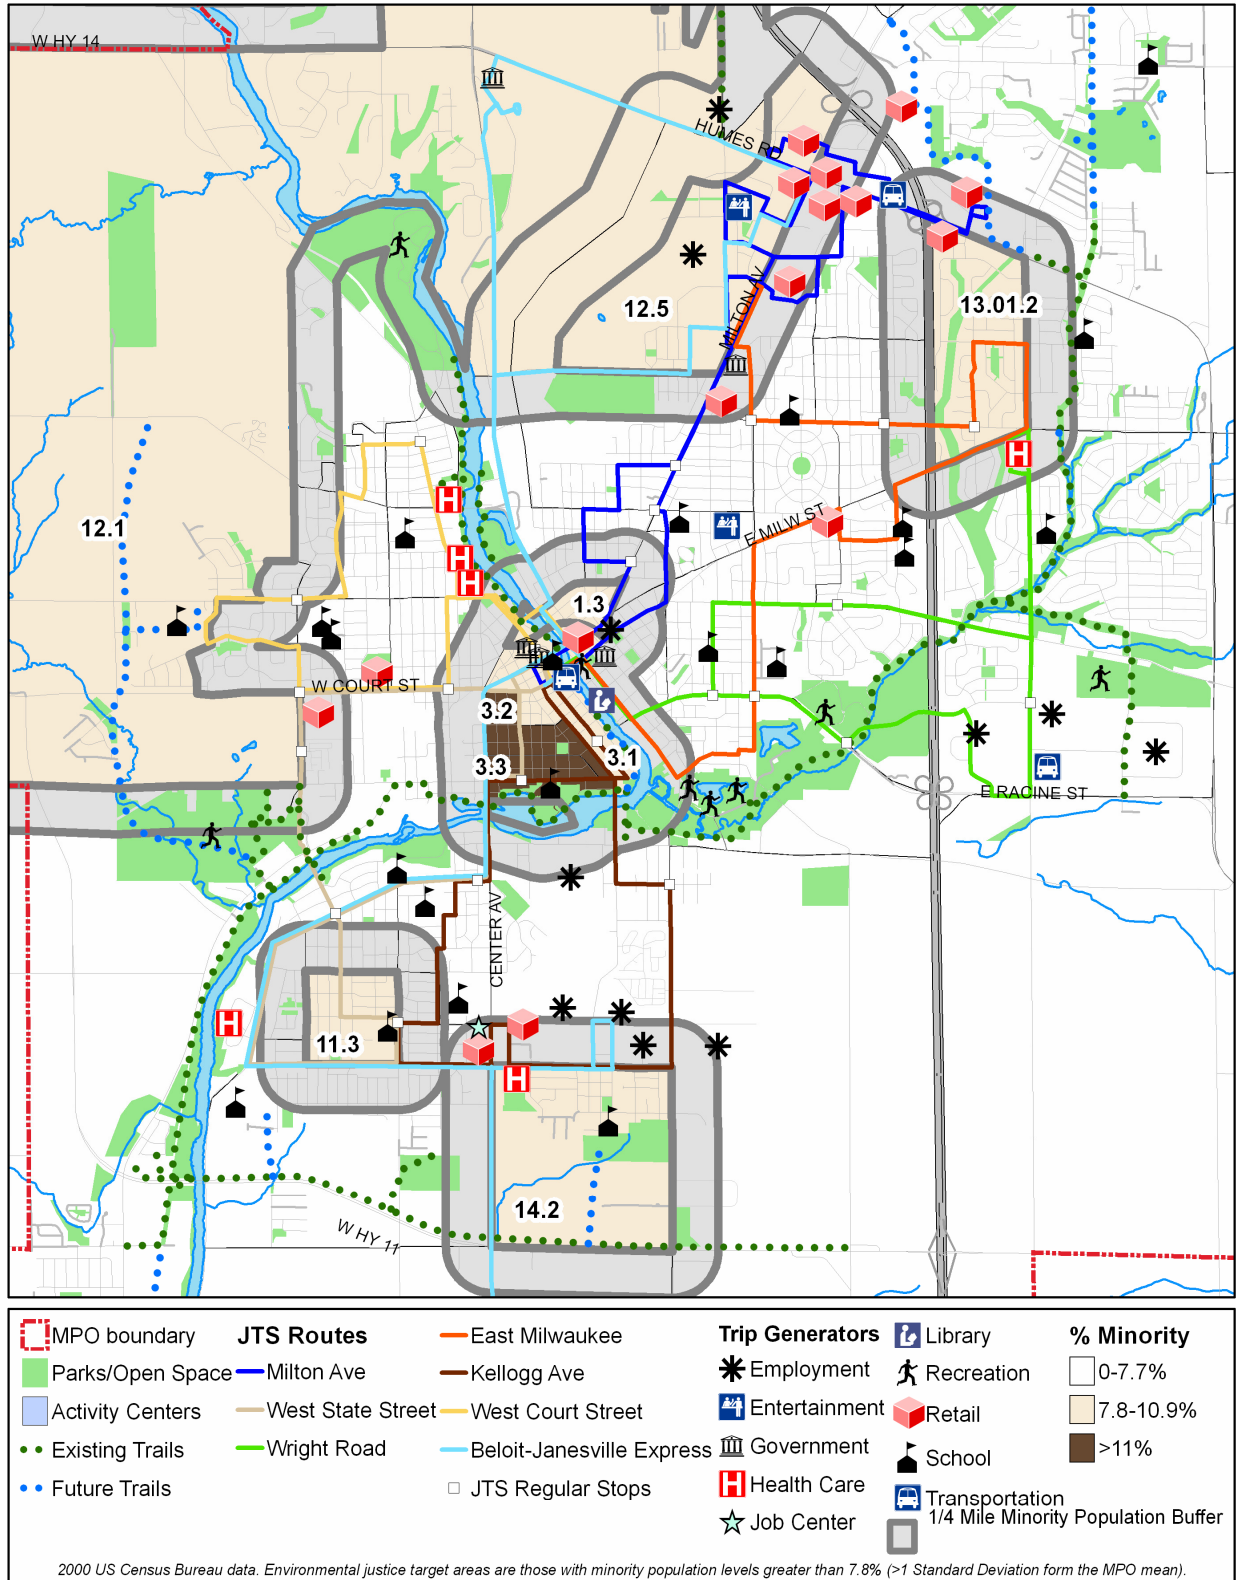 W HY 14
HUMES RD
12.5
MILTON AV
13.01.2
12.1
E MILW ST
1.3
W COURT ST
3.2
3.1
3.3
E RACINE ST
CENTER AV
11.3
14.2
W HY 11
MPO boundary
Parks/Open Space
Activity Centers
Existing Trails
Future Trails
JTS Routes
Milton Ave
West State Street
Wright Road
East Milwaukee
Kellogg Ave
West Court Street
Beloit-Janesville Express
JTS Regular Stops
Trip Generators
Employment
Entertainment
Government
Health Care
Job Center
Library
Recreation
Retail
School
Transportation
1/4 Mile Minority Population Buffer
% Minority
0-7.7%
7.8-10.9%
>11%
2000 US Census Bureau data. Environmental justice target areas are those with minority population levels greater than 7.8% (>1 Standard Deviation form the MPO mean).